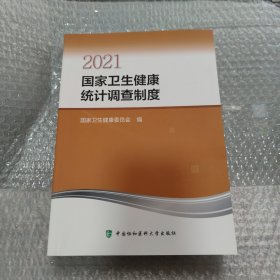 2021
国家卫生健康
统计调查制度
国家卫生健康委员会 编
中国协和医科大学出版社